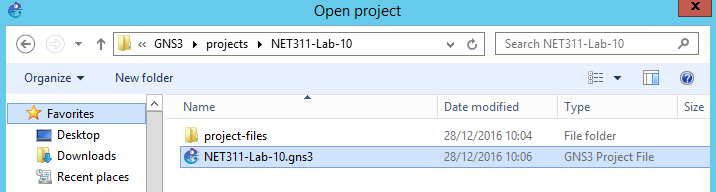 Open project
GNS3 projects NET311-Lab-10 Search NET311-Lab-10
Organize New folder
Favorites Name Date modified Type Size
Desktop project-files 28/12/2016 10:04 File folder
Downloads NET311-Lab-10.gns3 28/12/2016 10:06 GNS3 Project File
Recent places